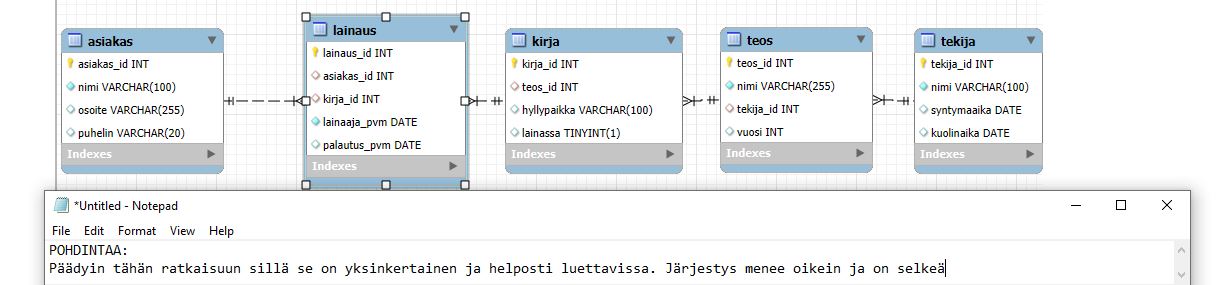 asiakas
asiakas_id INT
nimi VARCHAR(100)
osoite VARCHAR(255)
puhelin VARCHAR(20)
Indexes
lainaus
lainaus_id INT
asiakas_id INT
kirja_id INT
lainaaja_pvm DATE
palautus_pvm DATE
Indexes
kirja
kirja_id INT
teos_id INT
hyllypaikka VARCHAR(100)
lainassa TINYINT(1)
Indexes
teos
teos_id INT
nimi VARCHAR(255)
tekija_id INT
vuosi INT
Indexes
tekija
tekija_id INT
nimi VARCHAR(100)
syntymaaika DATE
kuolinaika DATE
Indexes
*Untitled - Notepad
File Edit Format View Help
POHDINTAA:
Päädyin tähän ratkaisuun sillä se on yksinkertainen ja helposti luettavissa. Järjestys menee oikein ja on selkeä